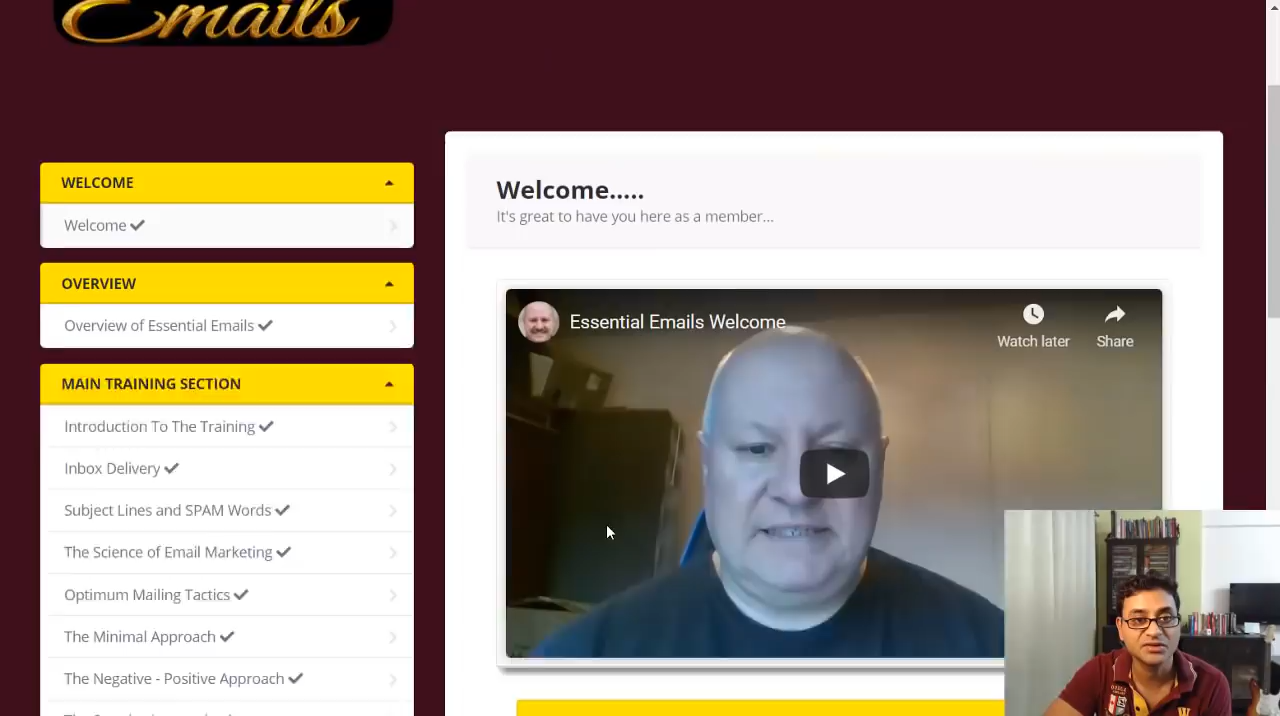 Emails
WELCOME
Welcome
OVERVIEW
Overview of Essential Emails
MAIN TRAINING SECTION
Introduction To The Training
Inbox Delivery
Subject Lines and SPAM Words
The Science of Email Marketing
Optimum Mailing Tactics
The Minimal Approach
The Negative - Positive Approach
Welcome.....
It's great to have you here as a member...
Essential Emails Welcome
Watch later
Share